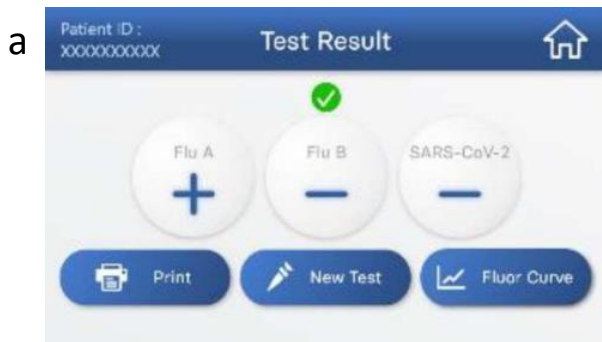 a
Patient ID :
XXXXXXXXXX
Test Result
Flu A
Flu B
SARS-CoV-2
+
−
−
Print
New Test
Fluor Curve